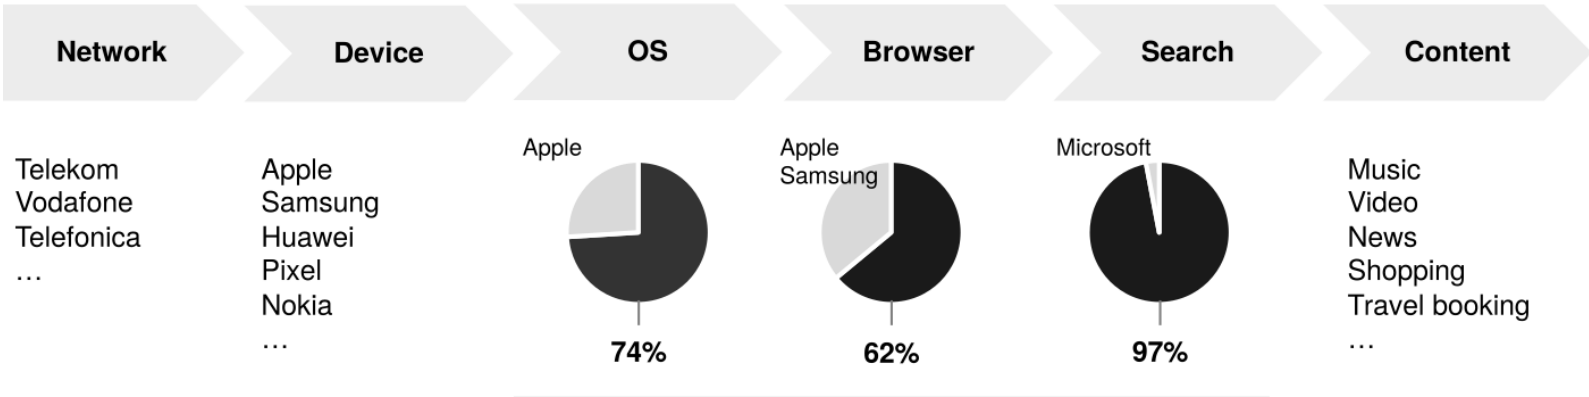 Network
Device
OS
Browser
Search
Content
Telekom
Vodafone
Telefonica
…
Apple
Samsung
Huawei
Pixel
Nokia
…
Apple
74%
Apple
Samsung
62%
Microsoft
97%
Music
Video
News
Shopping
Travel booking
…